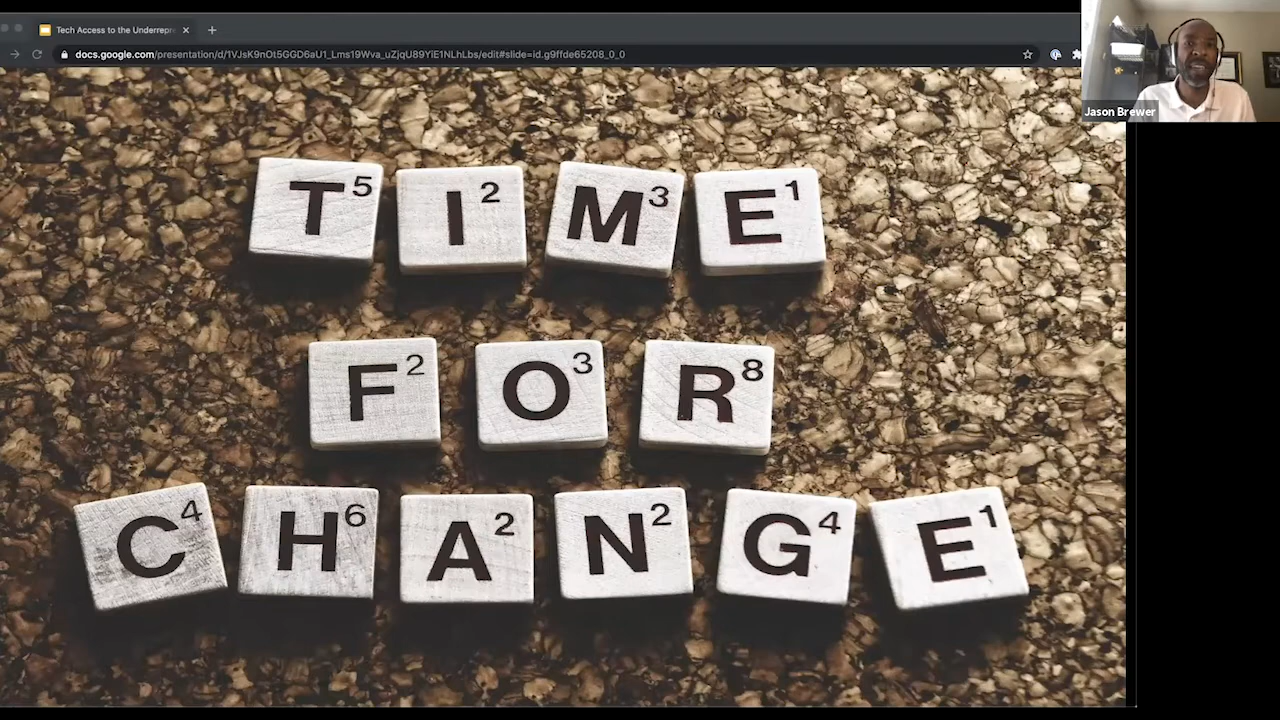 Tech Access to the Underrepre
docs.google.com/presentation/d/1VJsK9nOt5GGD6aU1_Lms19Wva_uZjqU89YiE1NLhLbs/edit#slide=id.g9ffde65208_0_0
Jason Brewer
T5 I2 M3 E1
F2 O3 R8
C4 H6 A2 N2 G4 E1